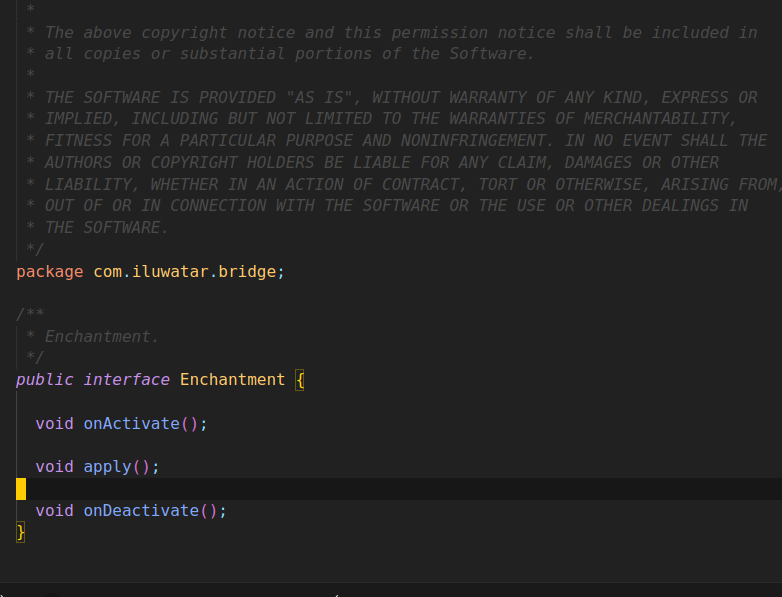 *
* The above copyright notice and this permission notice shall be included in
* all copies or substantial portions of the Software.
*
* THE SOFTWARE IS PROVIDED "AS IS", WITHOUT WARRANTY OF ANY KIND, EXPRESS OR
* IMPLIED, INCLUDING BUT NOT LIMITED TO THE WARRANTIES OF MERCHANTABILITY,
* FITNESS FOR A PARTICULAR PURPOSE AND NONINFRINGEMENT. IN NO EVENT SHALL THE
* AUTHORS OR COPYRIGHT HOLDERS BE LIABLE FOR ANY CLAIM, DAMAGES OR OTHER
* LIABILITY, WHETHER IN AN ACTION OF CONTRACT, TORT OR OTHERWISE, ARISING FROM,
* OUT OF OR IN CONNECTION WITH THE SOFTWARE OR THE USE OR OTHER DEALINGS IN
* THE SOFTWARE.
*/
package com.iluwatar.bridge;
/**
* Enchantment.
*/
public interface Enchantment {
void onActivate();
void apply();
void onDeactivate();
}